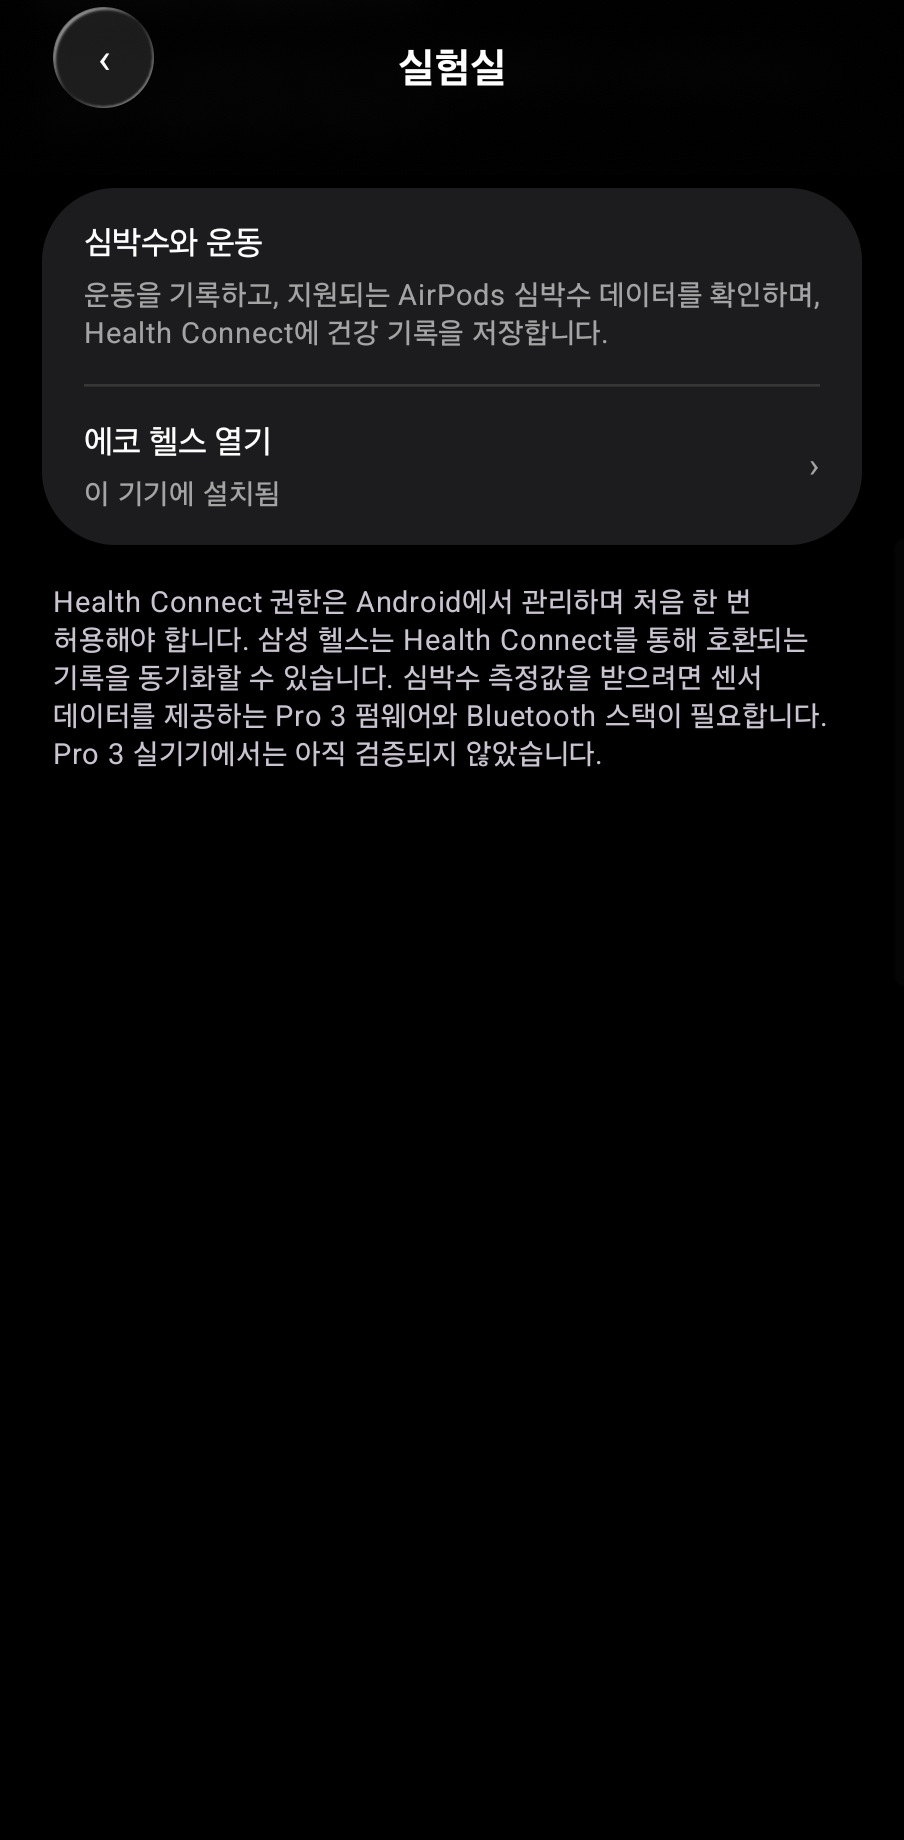 실험실
심박수와 운동
운동을 기록하고, 지원되는 AirPods 심박수 데이터를 확인하며,
Health Connect에 건강 기록을 저장합니다.
에코 헬스 열기
이 기기에 설치됨
Health Connect 권한은 Android에서 관리하며 처음 한 번
허용해야 합니다. 삼성 헬스는 Health Connect를 통해 호환되는
기록을 동기화할 수 있습니다. 심박수 측정값을 받으려면 센서
데이터를 제공하는 Pro 3 펌웨어와 Bluetooth 스택이 필요합니다.
Pro 3 실기기에서는 아직 검증되지 않았습니다.